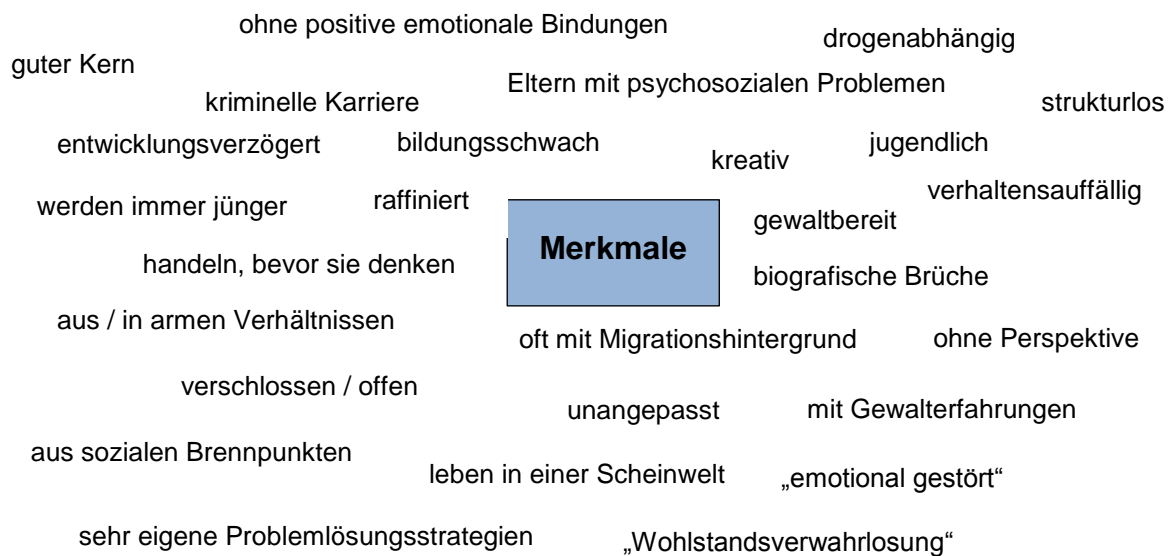 ohne positive emotionale Bindungen
drogenabhängig
guter Kern
Eltern mit psychosozialen Problemen
kriminelle Karriere
strukturlos
entwicklungsverzögert
bildungsschwach
jugendlich
kreativ
verhaltensauffällig
werden immer jünger
raffiniert
gewaltbereit
Merkmale
handeln, bevor sie denken
biografische Brüche
aus / in armen Verhältnissen
oft mit Migrationshintergrund
ohne Perspektive
verschlossen / offen
unangepasst
mit Gewalterfahrungen
aus sozialen Brennpunkten
leben in einer Scheinwelt
„emotional gestört“
sehr eigene Problemlösungsstrategien
„Wohlstandsverwahrlosung“